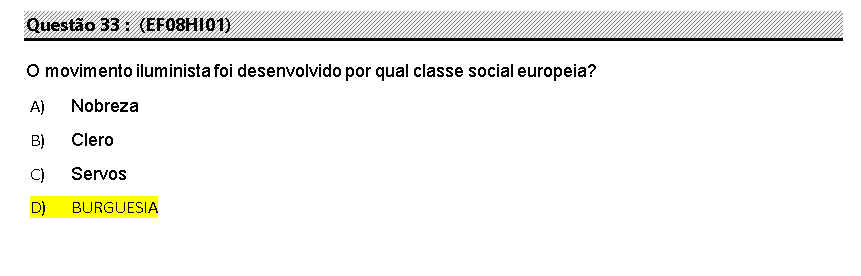 Questão 33 :  (EF08HI01)
O movimento iluminista foi desenvolvido por qual classe social europeia?
A) Nobreza
B) Clero
C) Servos
D) BURGUESIA